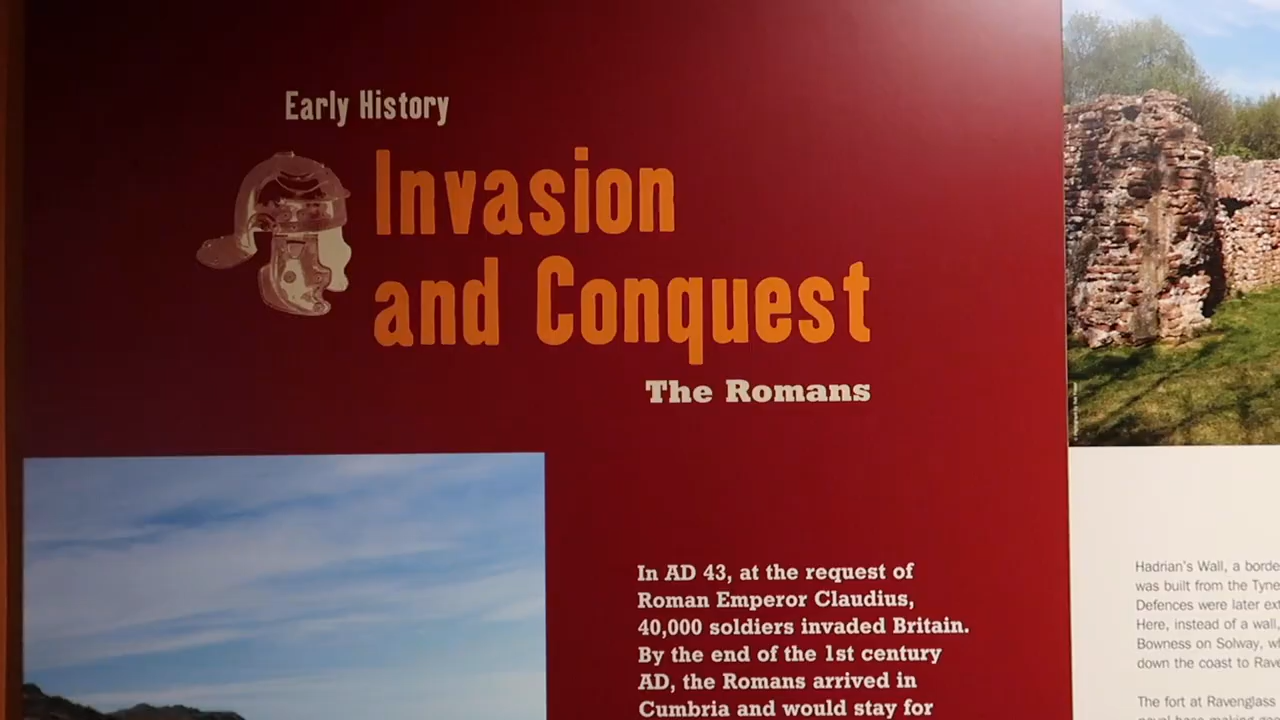 Early History
Invasion
and Conquest
The Romans
In AD 43, at the request of
Roman Emperor Claudius,
40,000 soldiers invaded Britain.
By the end of the 1st century
AD, the Romans arrived in
Cumbria and would stay for
Hadrian's Wall, a borde
was built from the Tyne
Defences were later ext
Here, instead of a wall,
Bowness on Solway, wh
down the coast to Rave
The fort at Ravenglass